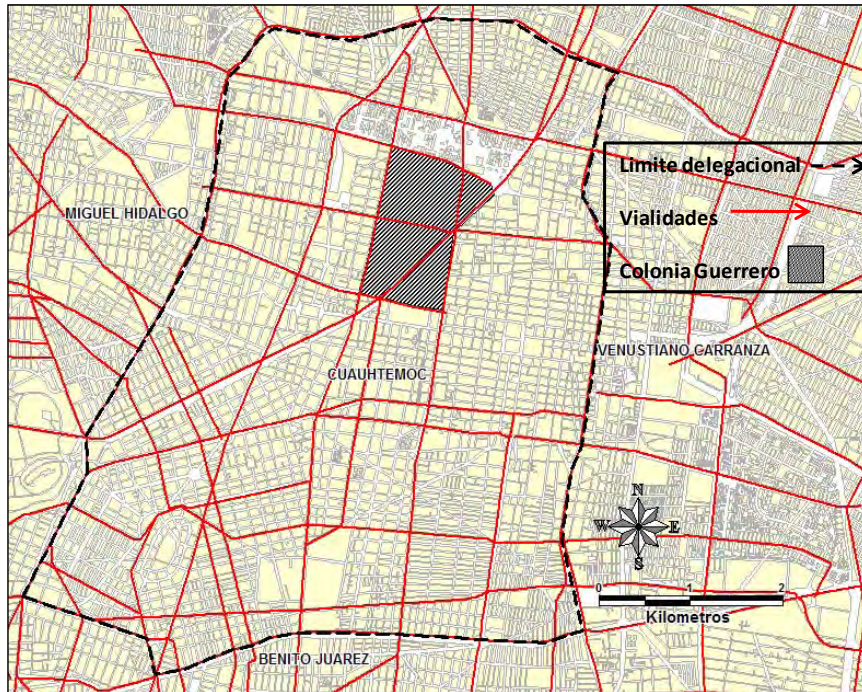 Limite delegacional
MIGUEL HIDALGO
Vialidades
Colonia Guerrero
VENUSTIANO CARRANZA
CUAUHTEMOC
N
W E
S
0 1 2
Kilometros
BENITO JUAREZ